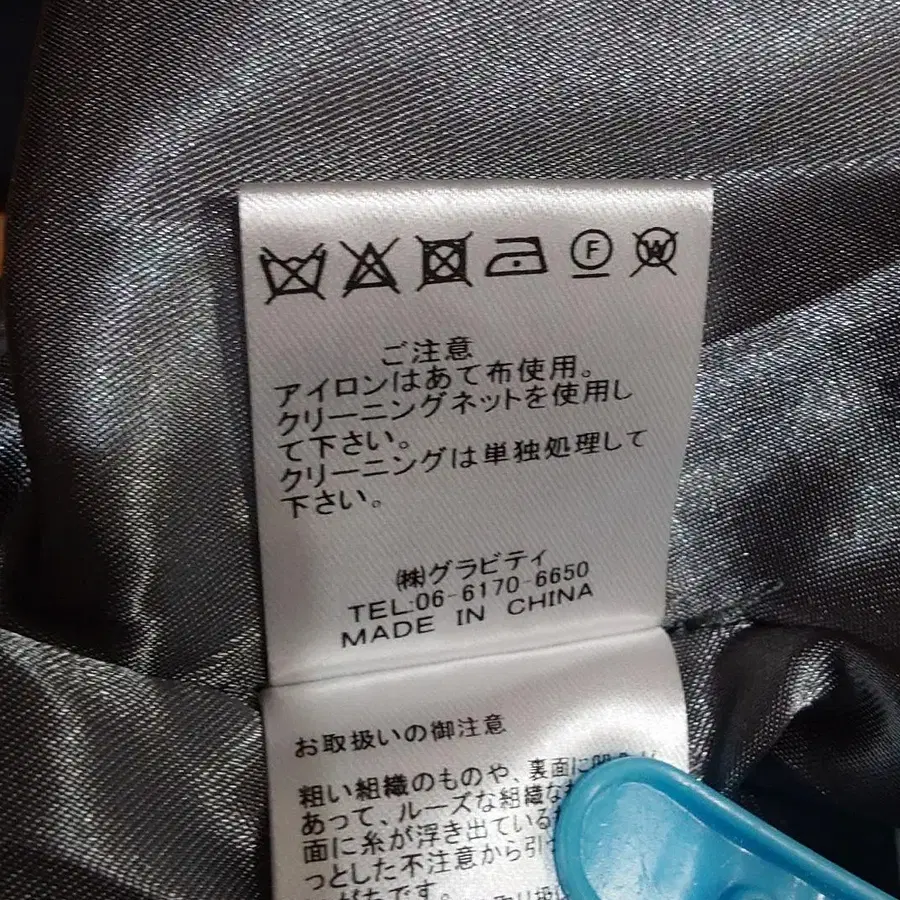 F W
ご注意
アイロンはあて布使用。
クリーニングネットを使用し
て下さい。
クリーニングは単独処理して
下さい。
㈱グラビティ
TEL:06-6170-6650
MADE IN CHINA
お取扱いの御注意
粗い組織のものや、裏面に
あって、ルーズな組織な
面に糸が浮き出ている
っとした不注意から引っ
がちです。